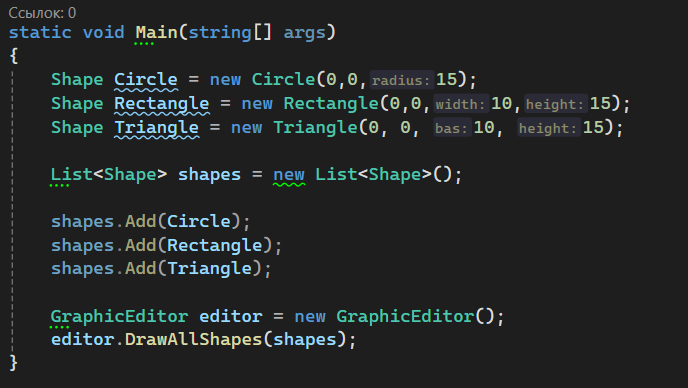 Ссылок: 0
static void Main(string[] args)
{
Shape Circle = new Circle(0,0, radius: 15);
Shape Rectangle = new Rectangle(0,0, width: 10, height: 15);
Shape Triangle = new Triangle(0, 0, bas: 10, height: 15);
List<Shape> shapes = new List<Shape>();
shapes.Add(Circle);
shapes.Add(Rectangle);
shapes.Add(Triangle);
GraphicEditor editor = new GraphicEditor();
editor.DrawAllShapes(shapes);
}